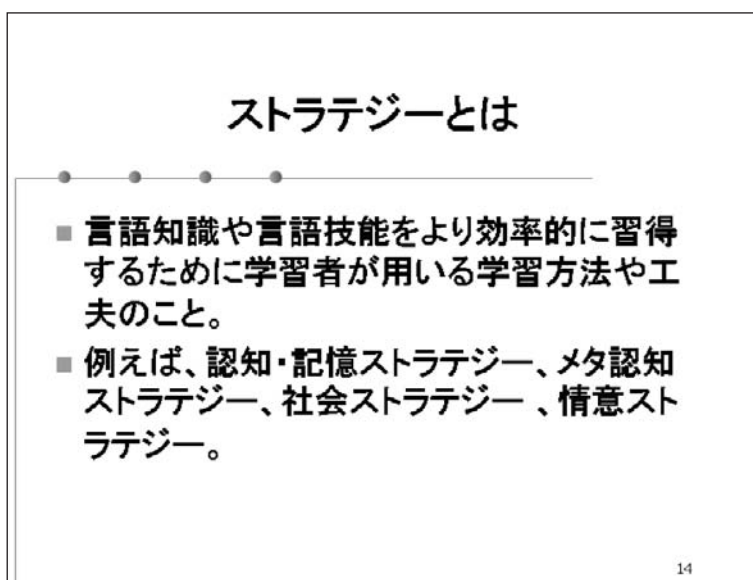 ストラテジーとは
言語知識や言語技能をより効率的に習得
するために学習者が用いる学習方法や工
夫のこと。
例えば、認知・記憶ストラテジー、メタ認知
ストラテジー、社会ストラテジー 、情意スト
ラテジー。
14